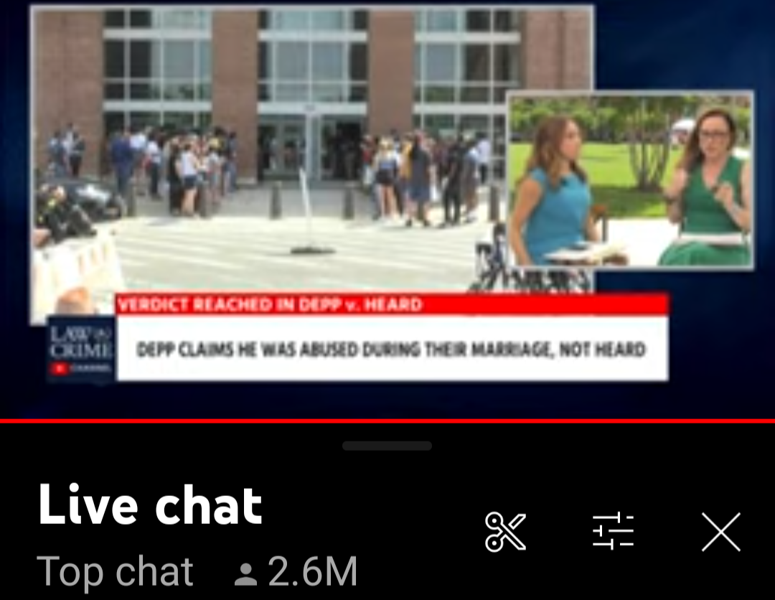 VERDICT REACHED IN DEPP v. HEARD
LAW & CRIME
CHANNEL
DEPP CLAIMS HE WAS ABUSED DURING THEIR MARRIAGE, NOT HEARD
Live chat
Top chat 2.6M